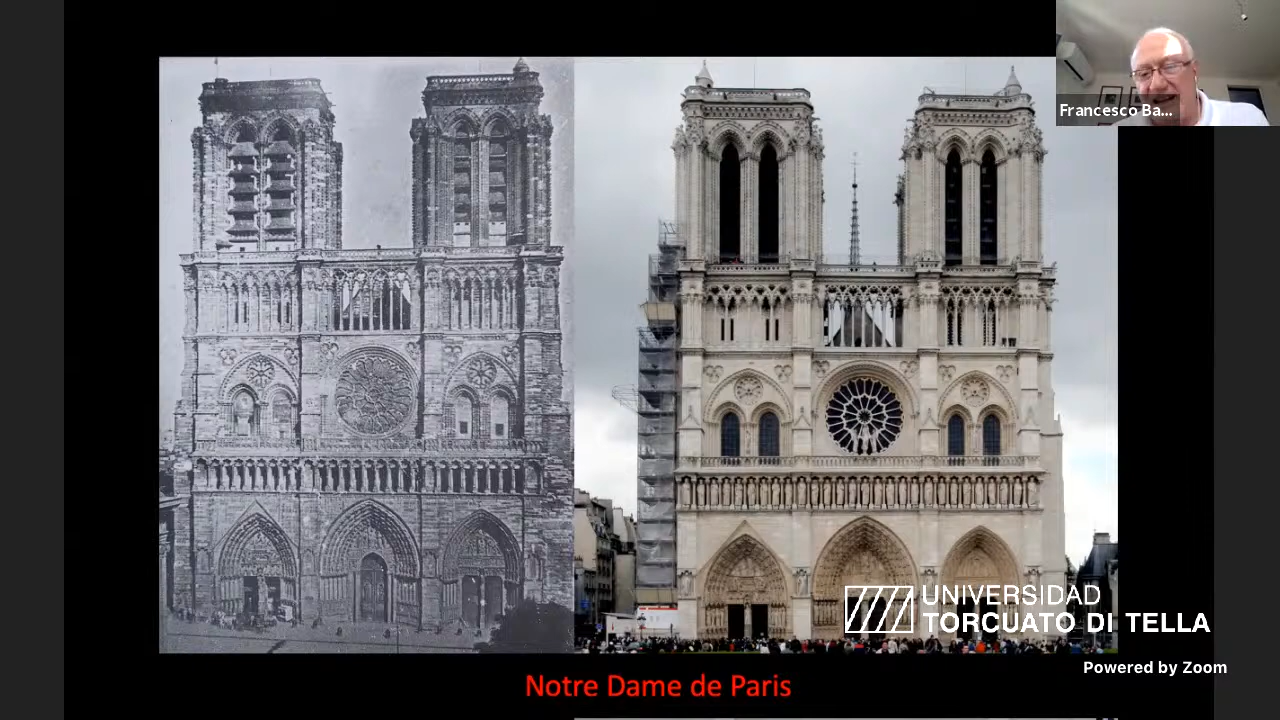 Francesco Ba...
UNIVERSIDAD
TORCUATO DI TELLA
Powered by Zoom
Notre Dame de Paris